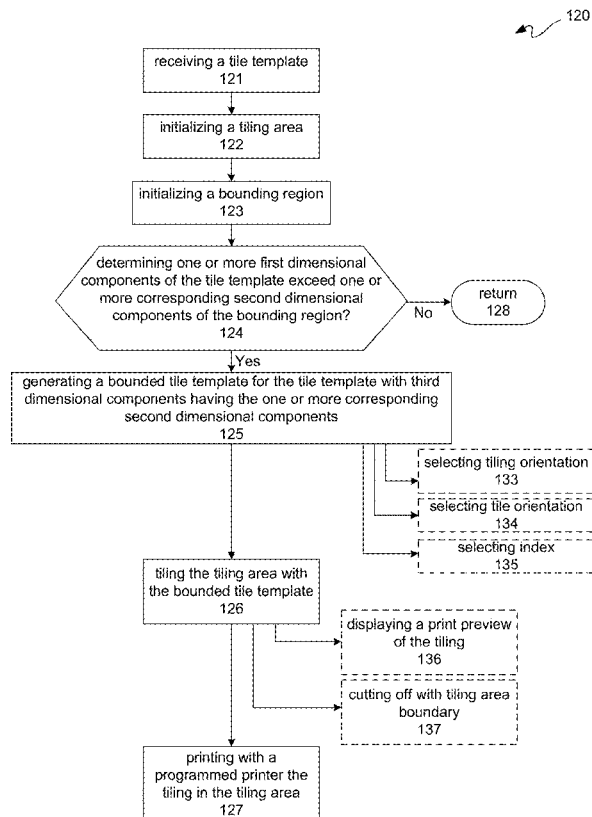 120
receiving a tile template
121
initializing a tiling area
122
initializing a bounding region
123
determining one or more first dimensional
components of the tile template exceed one or
more corresponding second dimensional
components of the bounding region?
124
No
return
128
Yes
generating a bounded tile template for the tile template with third
dimensional components having the one or more corresponding
second dimensional components
125
selecting tiling orientation
133
selecting tile orientation
134
selecting index
135
tiling the tiling area with
the bounded tile template
126
displaying a print preview
of the tiling
136
cutting off with tiling area
boundary
137
printing with a
programmed printer the
tiling in the tiling area
127